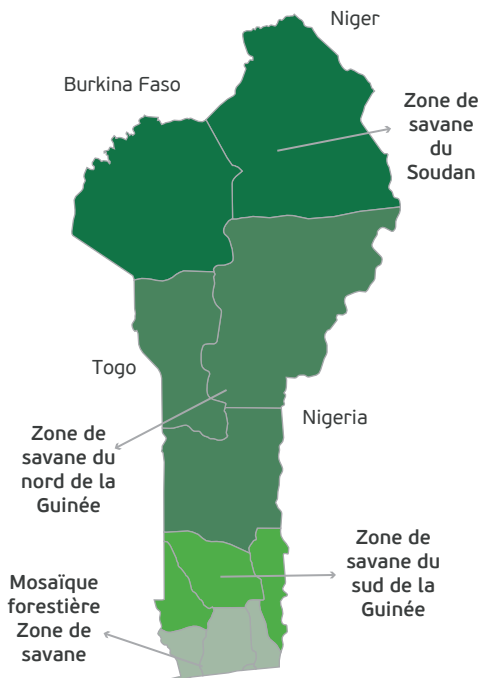 Niger
Burkina Faso
Zone de
savane
du
Soudan
Togo
Nigeria
Zone de
savane du
nord de la
Guinée
Zone de
savane du
sud de la
Guinée
Mosaïque
forestière
Zone de
savane